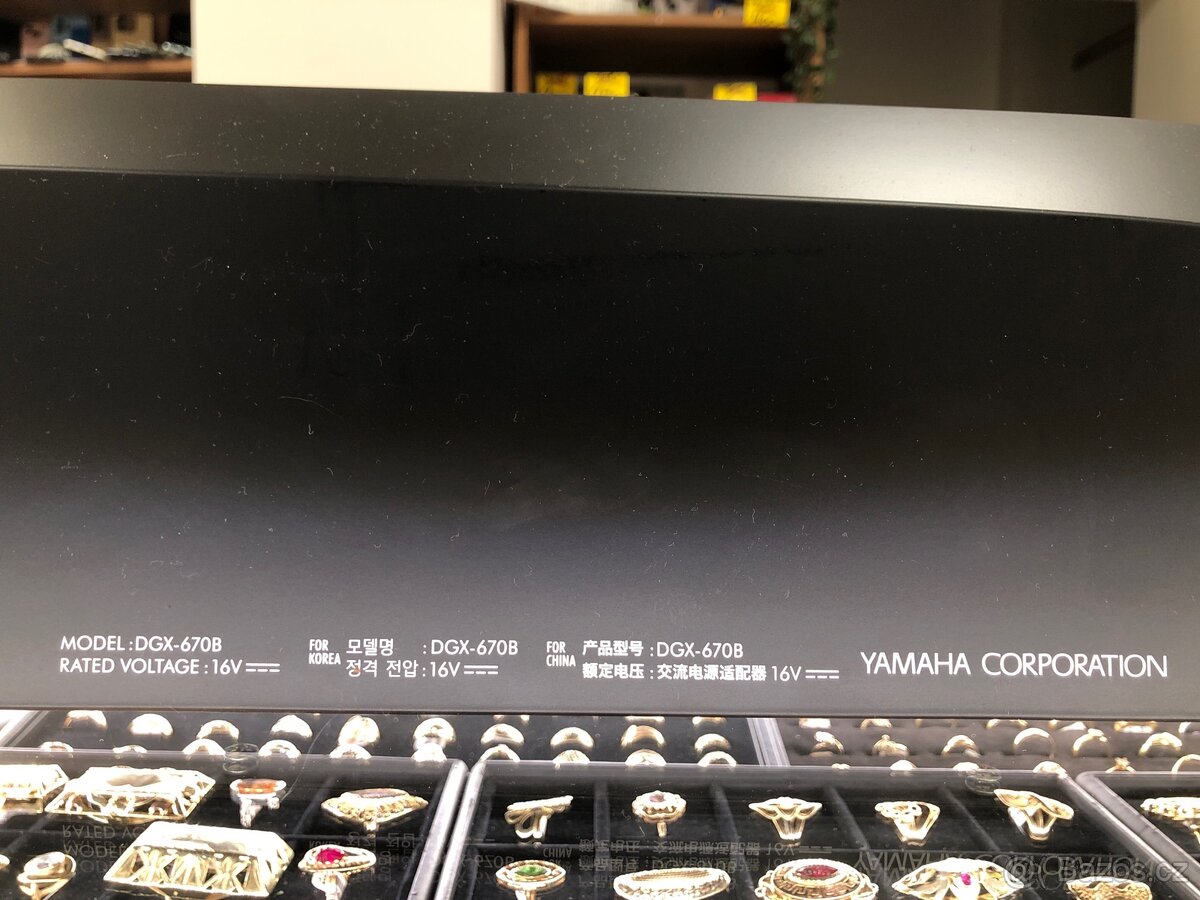 MODEL : DGX-670B
RATED VOLTAGE : 16V
FOR KOREA
모델명 : DGX-670B
정격 전압 : 16V
FOR CHINA
产品型号 : DGX-670B
额定电压 : 交流电源适配器 16V
YAMAHA CORPORATION
@ Bazos.cz